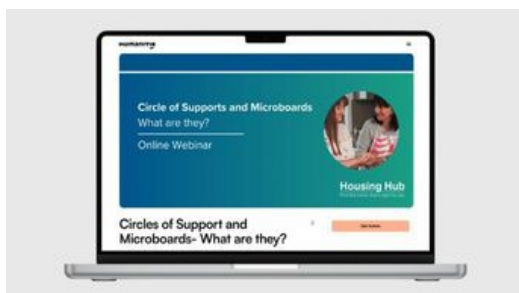 humanitix
Circle of Supports and Microboards
What are they?
Online Webinar
Housing Hub
Circles of Support and
Microboards- What are they?